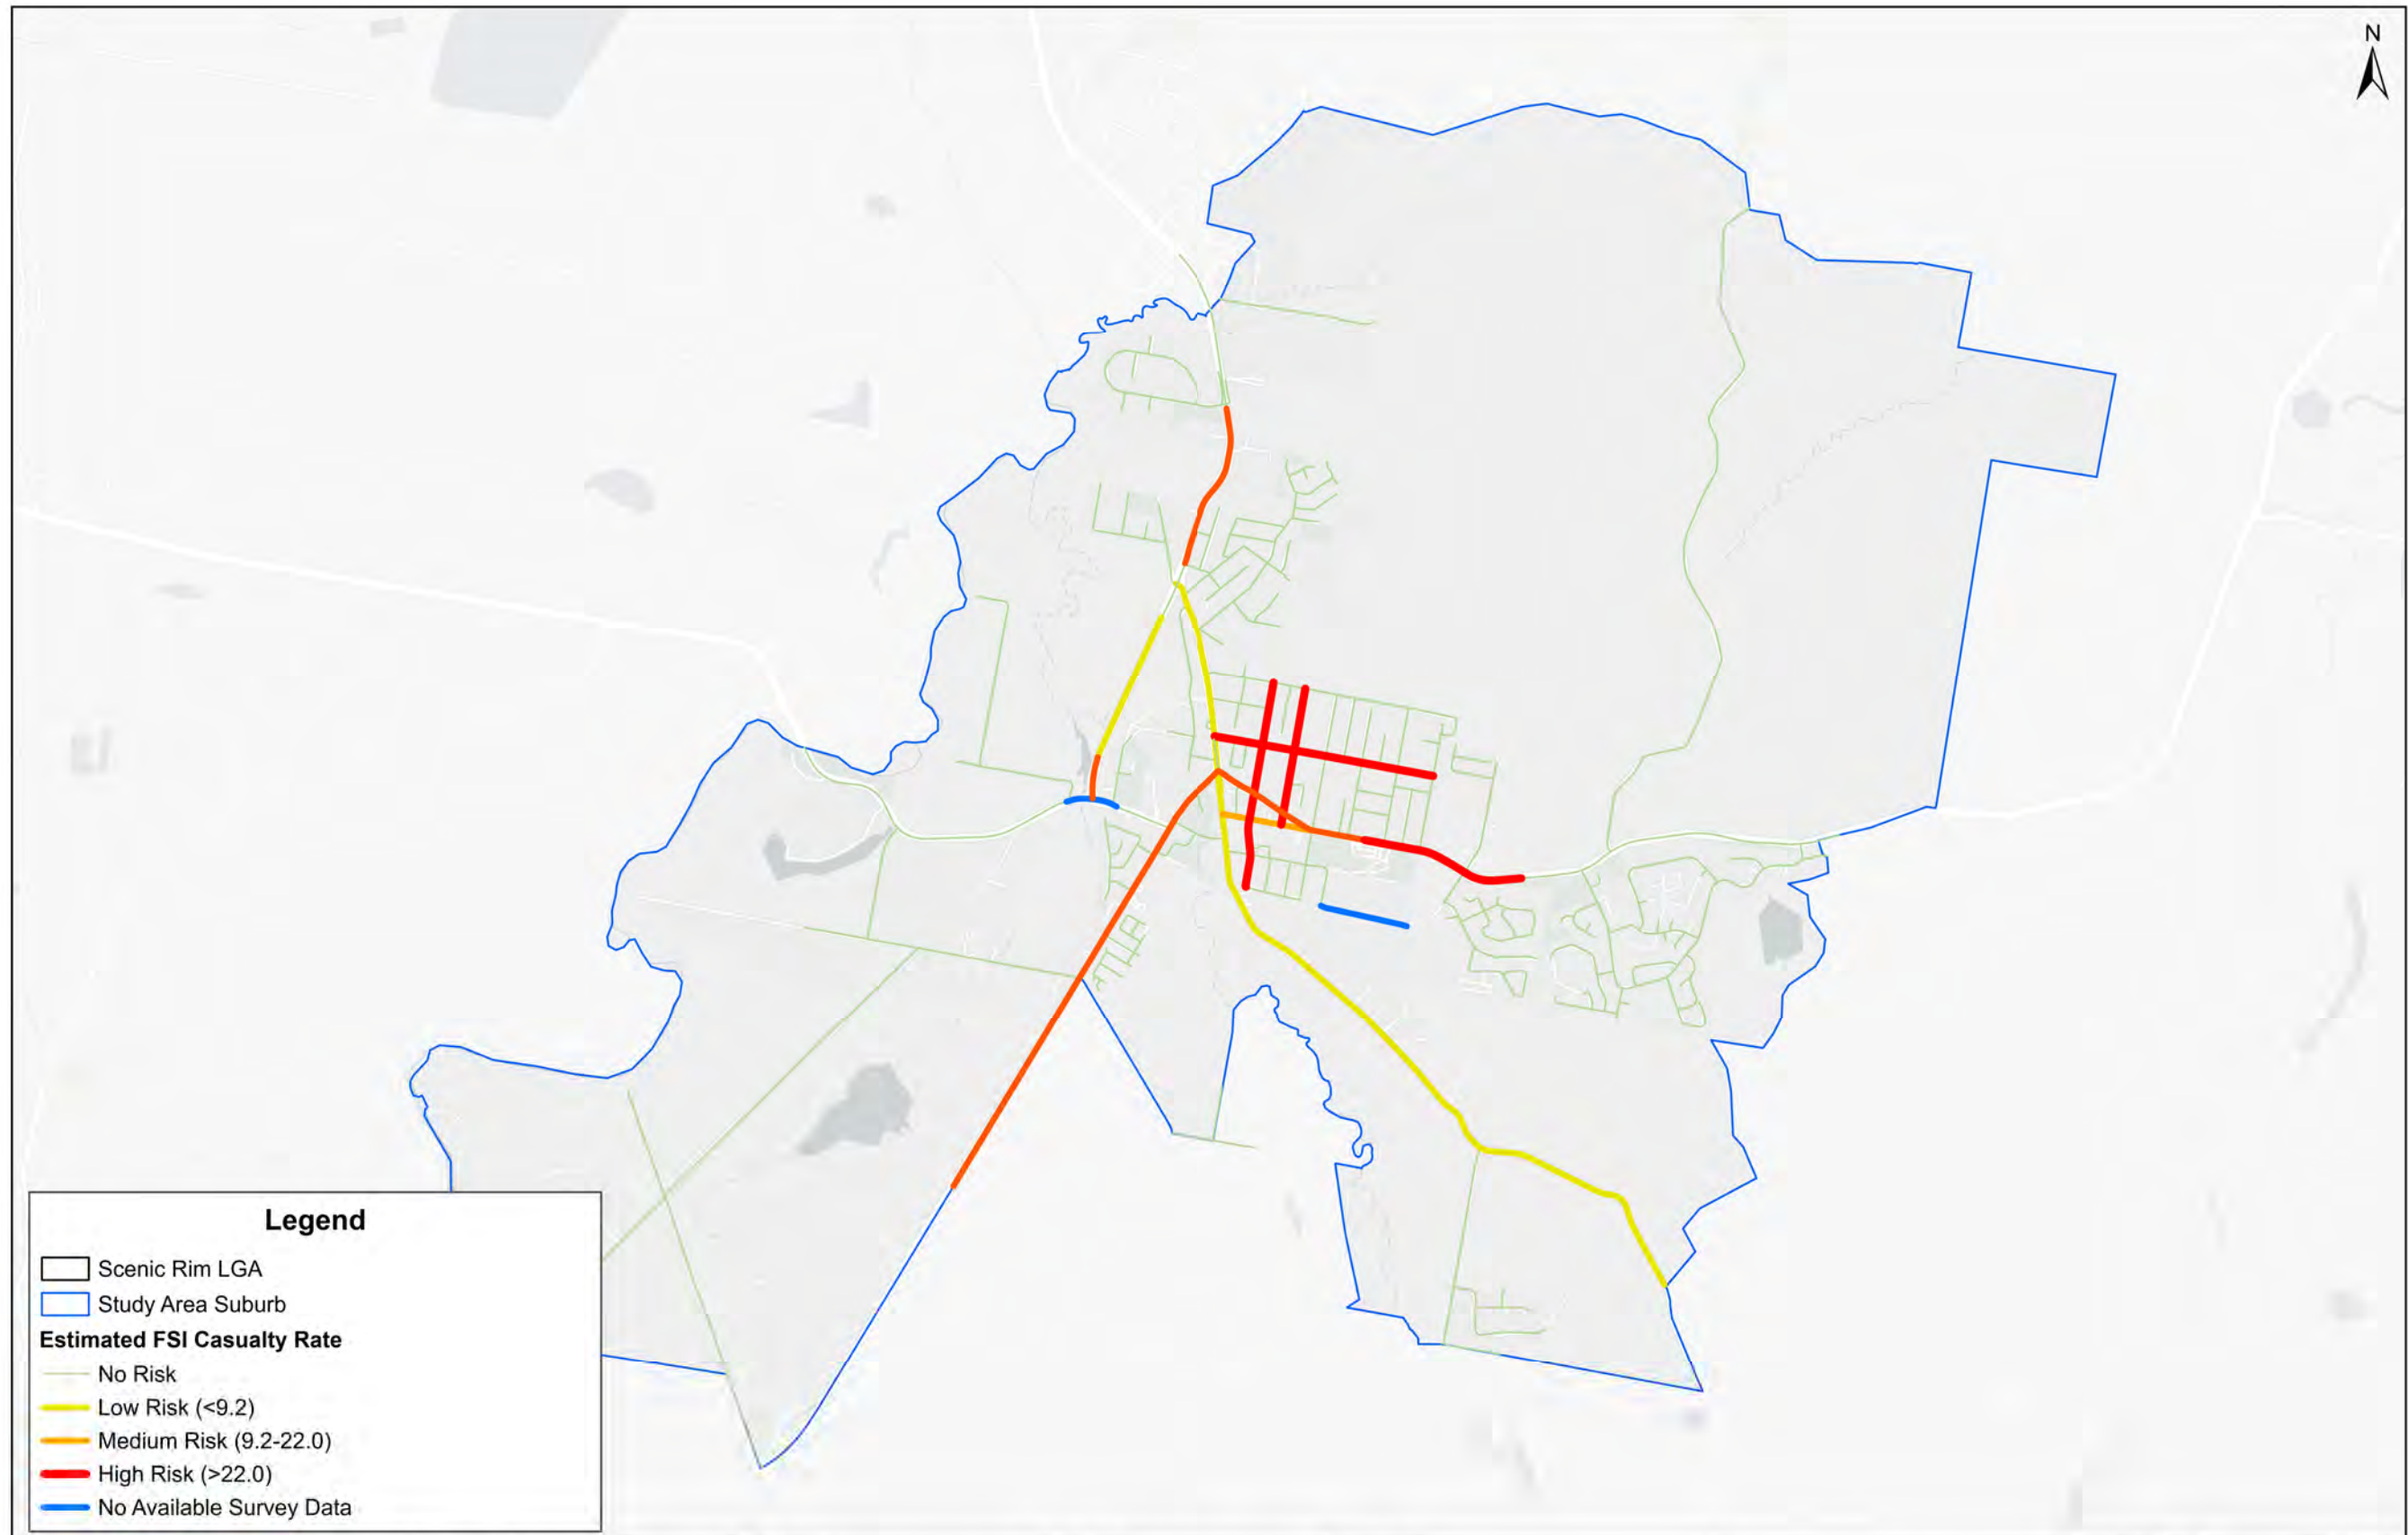 N
Legend
Scenic Rim LGA
Study Area Suburb
Estimated FSI Casualty Rate
No Risk
Low Risk (<9.2)
Medium Risk (9.2-22.0)
High Risk (>22.0)
No Available Survey Data